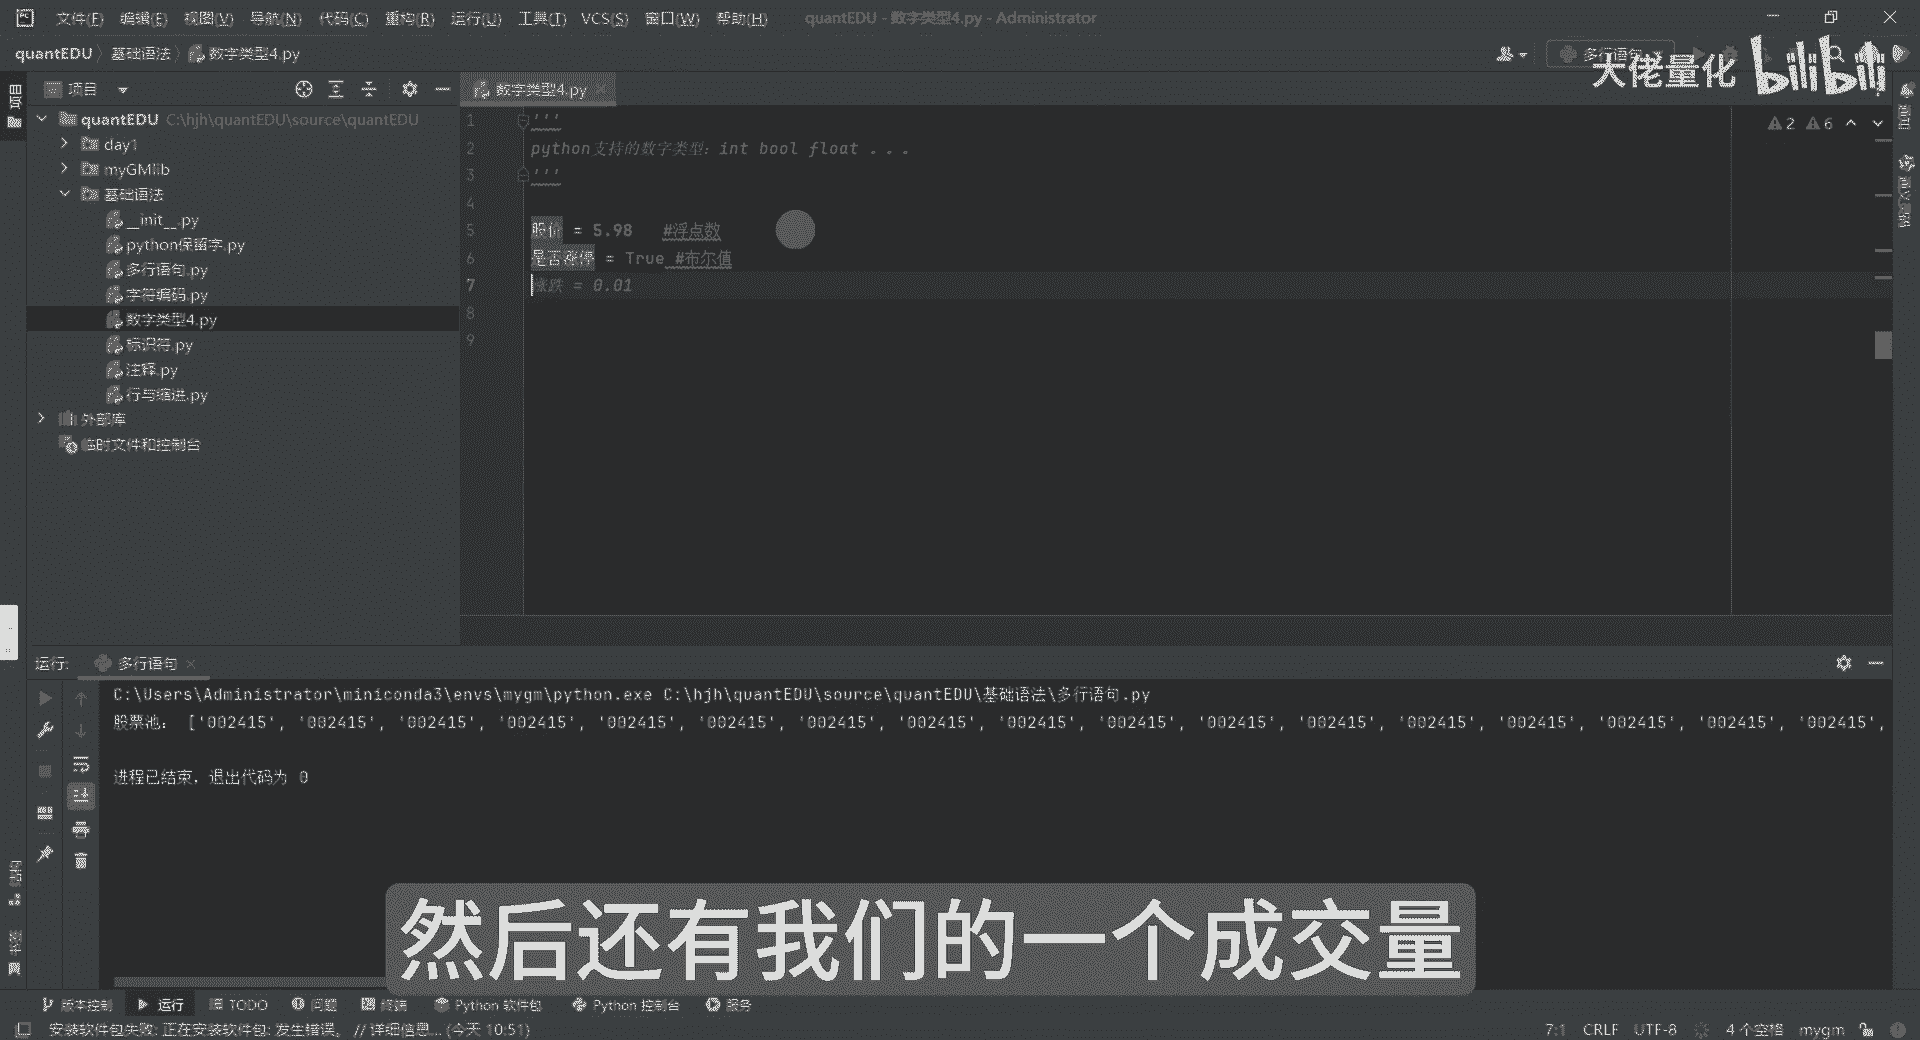 文件(F) 编辑(E) 视图(V) 导航(N) 代码(C) 重构(R) 运行(U) 工具(T) VCS(S) 窗口(W) 帮助(H) quantEDU - 数字类型4.py - Administrator
quantEDU 基础语法 数字类型4.py 多行语句
大佬量化 bilibili
项目
数字类型4.py
quantEDU C:\hjh\quantEDU\source\quantEDU
day1
myGMlib
基础语法
__init__.py
python保留字.py
多行语句.py
字符编码.py
数字类型4.py
标识符.py
注释.py
行与缩进.py
外部库
临时文件和控制台
1 '''
2 python支持的数字类型: int bool float ...
3 '''
4
5 股价 = 5.98 #浮点数
6 是否涨停 = True #布尔值
7 涨跌 = 0.01
8
9
2 6
运行: 多行语句
C:\Users\Administrator\miniconda3\envs\mygm\python.exe C:\hjh\quantEDU\source\quantEDU\基础语法\多行语句.py
股票池: ['002415', '002415', '002415', '002415', '002415', '002415', '002415', '002415', '002415', '002415', '002415', '002415', '002415', '002415', '002415', '002415', '002415',
进程已结束，退出代码为 0
然后还有我们的一个成交量
版本控制 运行 TODO 问题 终端 Python 软件包 Python 控制台 服务
安装软件包失败: 正在安装软件包: 发生错误。 // 详细信息... (今天 10:51) 7:1 CRLF UTF-8 4 个空格 mygm